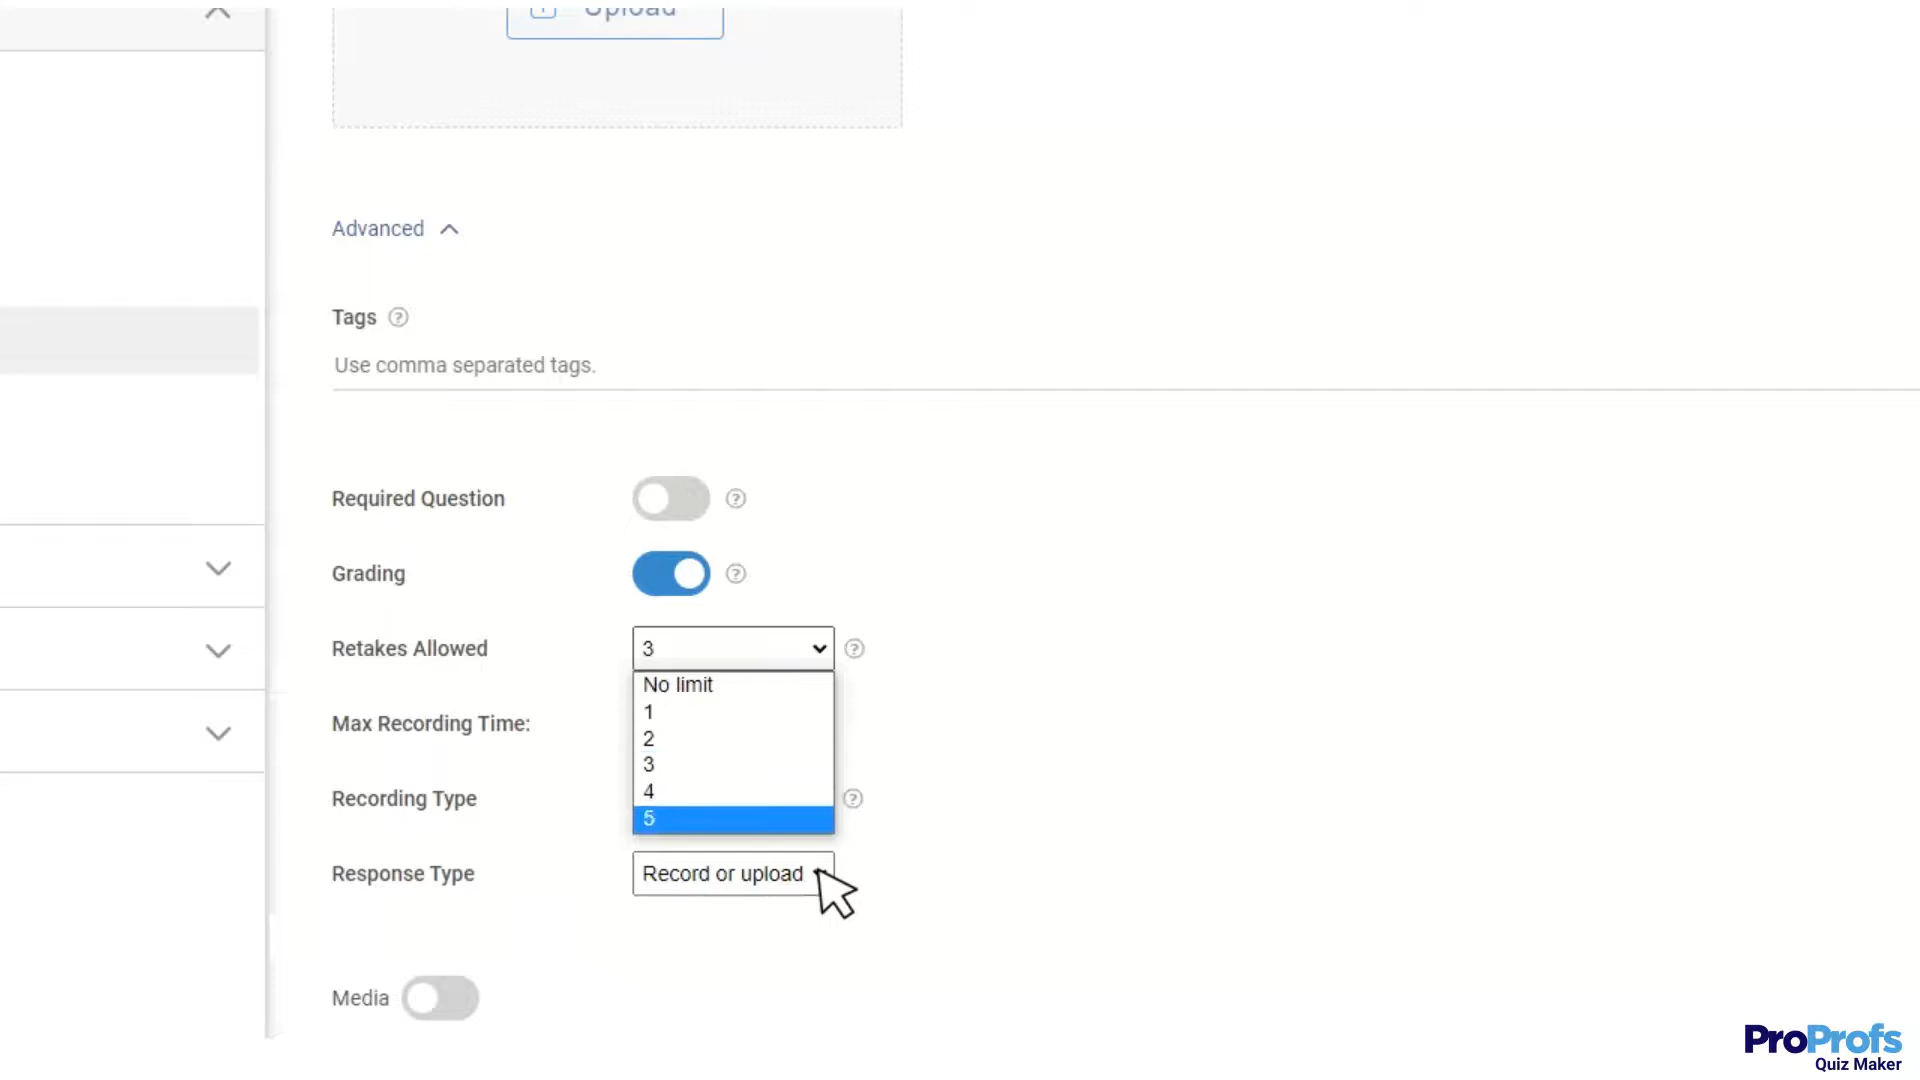 Upload
Advanced
Tags
Use comma separated tags.
Required Question
Grading
Retakes Allowed 3
No limit
1
Max Recording Time:
2
3
4
Recording Type
5
Response Type Record or upload
Media
ProProfs
Quiz Maker